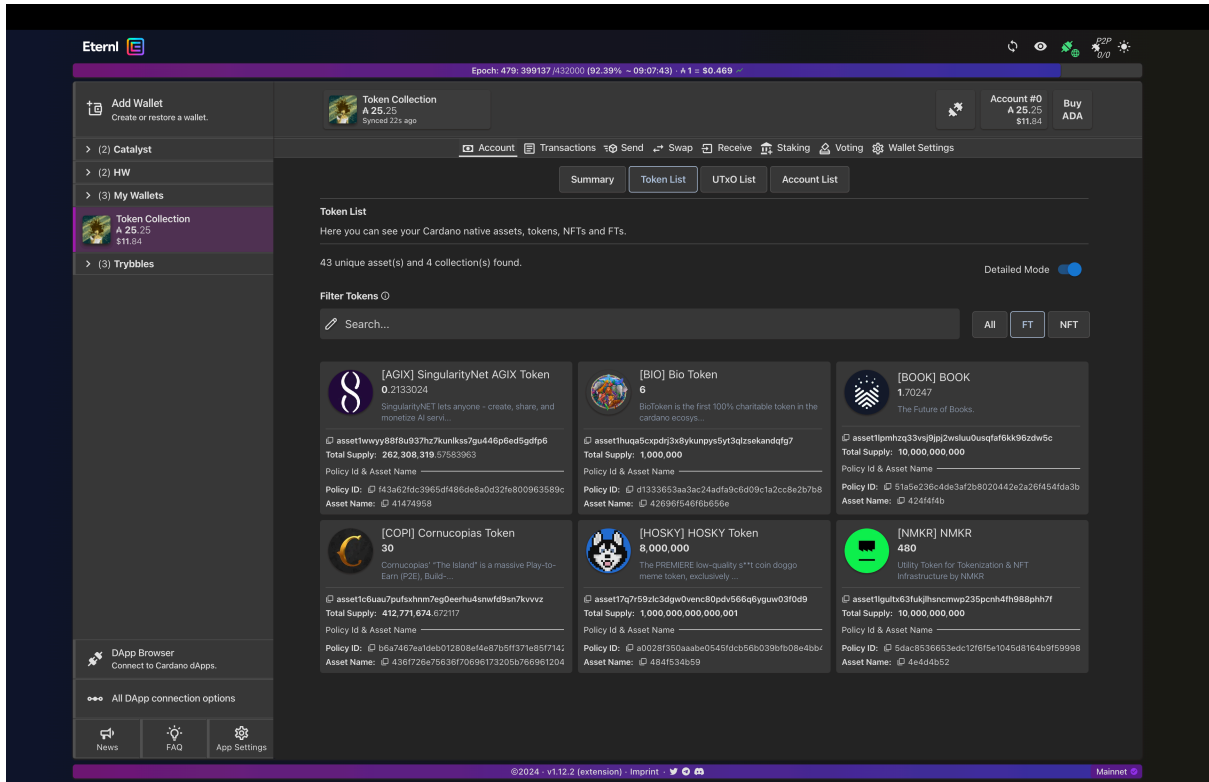 Eternl
P2P
0/0
Epoch: 479: 399137 /432000 (92.39% ~ 09:07:43) · ₳ 1 = $0.469
Add Wallet
Create or restore a wallet.
(2) Catalyst
(2) HW
(3) My Wallets
Token Collection
₳ 25.25
$11.84
(3) Trybbles
DApp Browser
Connect to Cardano dApps.
All DApp connection options
News FAQ App Settings
Token Collection
₳ 25.25
Synced 22s ago
Account #0
₳ 25.25
$11.84
Buy
ADA
Account Transactions Send Swap Receive Staking Voting Wallet Settings
Summary Token List UTxO List Account List
Token List
Here you can see your Cardano native assets, tokens, NFTs and FTs.
43 unique asset(s) and 4 collection(s) found.
Detailed Mode
Filter Tokens
Search...
All FT NFT
[AGIX] SingularityNet AGIX Token
0.2133024
SingularityNET lets anyone - create, share, and
monetize AI servi...
asset1wwyy88f8u937hz7kunlkss7gu446p6ed5gdfp6
Total Supply: 262,308,319.57583963
Policy Id & Asset Name
Policy ID: f43a62fdc3965df486de8a0d32fe800963589c
Asset Name: 41474958
[BIO] Bio Token
6
BioToken is the first 100% charitable token in the
cardano ecosys...
asset1huqa5cxpdrj3x8ykunpys5yt3qlzsekandqfg7
Total Supply: 1,000,000
Policy Id & Asset Name
Policy ID: d1333653aa3ac24adfa9c6d09c1a2cc8e2b7b8
Asset Name: 42696f546f6b656e
[BOOK] BOOK
1.70247
The Future of Books.
asset1lpmhzq33vsj9jpj2wsluu0usqfaf6kk96zdw5c
Total Supply: 10,000,000,000
Policy Id & Asset Name
Policy ID: 51a5e236c4de3af2b8020442e2a26f454fda3b
Asset Name: 424f4f4b
[COPI] Cornucopias Token
30
Cornucopias' "The Island" is a massive Play-to-
Earn (P2E), Build-...
asset1c6uau7pufsxhnm7eg0eerhu4snwfd9sn7kvvvz
Total Supply: 412,771,674.672117
Policy Id & Asset Name
Policy ID: b6a7467ea1deb012808ef4e87b5ff371e85f7142
Asset Name: 436f726e75636f70696173205b766961204
[HOSKY] HOSKY Token
8,000,000
The PREMIERE low-quality s**t coin doggo
meme token, exclusively ...
asset17q7r59zlc3dgw0venc80pdv566q6yguw03f0d9
Total Supply: 1,000,000,000,000,001
Policy Id & Asset Name
Policy ID: a0028f350aaabe0545fdcb56b039bfb08e4bb4
Asset Name: 484f534b59
[NMKR] NMKR
480
Utility Token for Tokenization & NFT
Infrastructure by NMKR
asset1lgultx63fukjlhsncmwp235pcnh4fh988phh7f
Total Supply: 10,000,000,000
Policy Id & Asset Name
Policy ID: 5dac8536653edc12f6f5e1045d8164b9f59998
Asset Name: 4e4d4b52
©2024 · v1.12.2 (extension) · Imprint ·
Mainnet